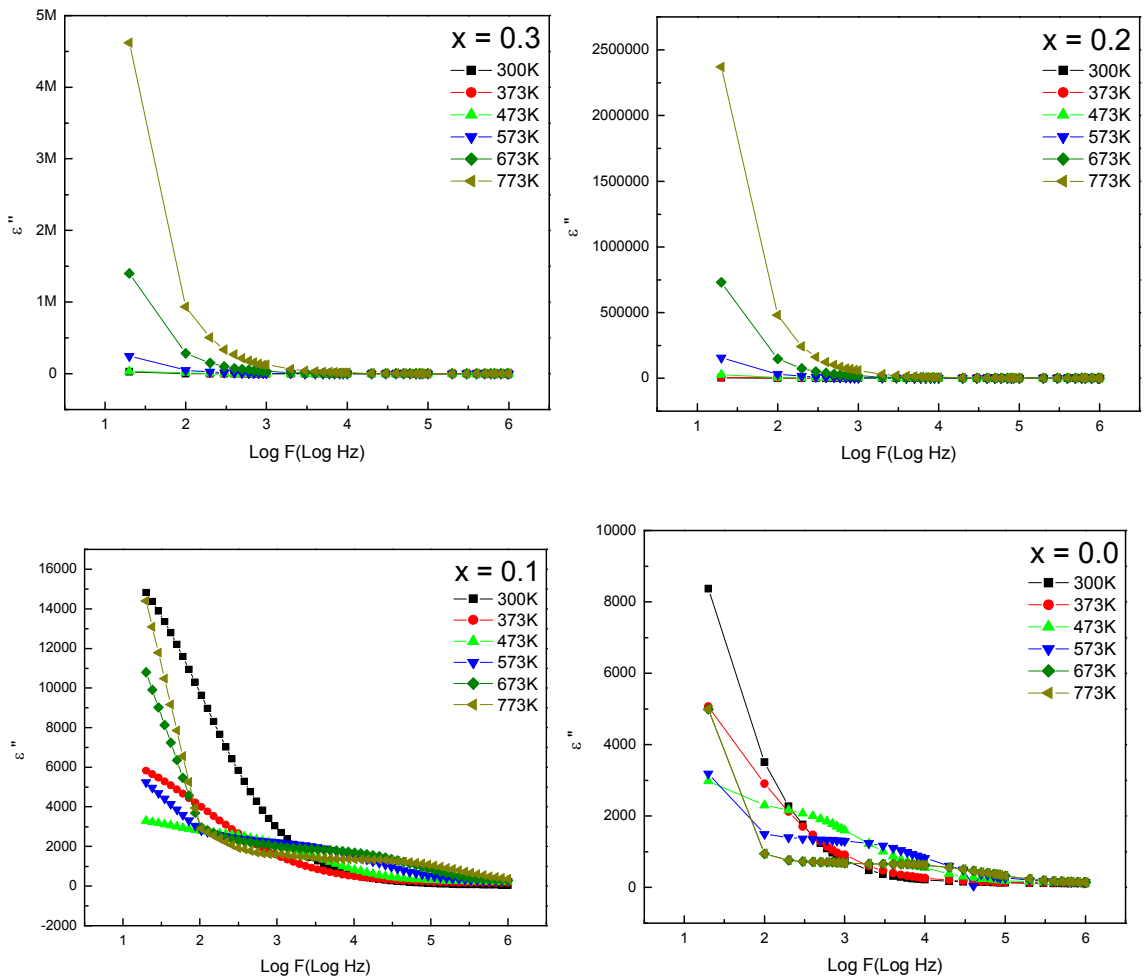 x = 0.3
300K
373K
473K
573K
673K
773K
5M
4M
3M
2M
1M
0
ε''
1 2 3 4 5 6
Log F(Log Hz)
x = 0.2
300K
373K
473K
573K
673K
773K
2500000
2000000
1500000
1000000
500000
0
ε''
1 2 3 4 5 6
Log F(Log Hz)
x = 0.1
300K
373K
473K
573K
673K
773K
16000
14000
12000
10000
8000
6000
4000
2000
0
-2000
ε''
1 2 3 4 5 6
Log F(Log Hz)
x = 0.0
300K
373K
473K
573K
673K
773K
10000
8000
6000
4000
2000
0
ε''
1 2 3 4 5 6
Log F(Log Hz)